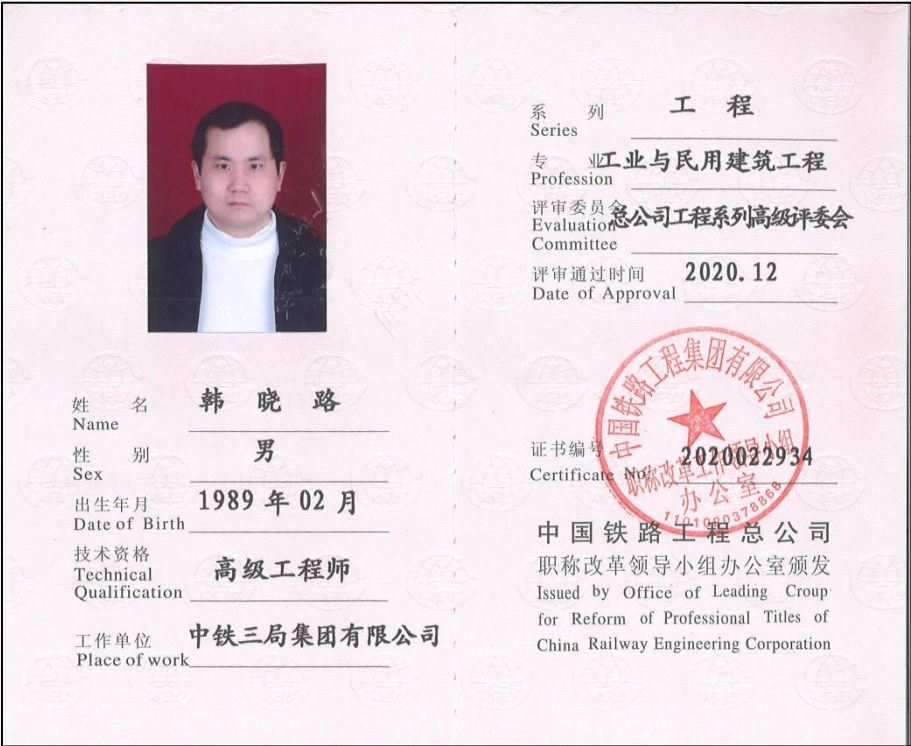 姓 名 韩 晓 路
Name
性 别 男
Sex
出生年月 1989 年 02 月
Date of Birth
技术资格
Technical 高级工程师
Qualification
工作单位 中铁三局集团有限公司
Place of work
系 列 工 程
Series
专 业 工业与民用建筑工程
Profession
评审委员会
Evaluation 总公司工程系列高级评委会
Committee
评审通过时间 2020.12
Date of Approval
中国铁路工程集团有限公司
职称改革工作领导小组
办公室
1101020378868
证书编号
Certificate No. 2020022934
中国铁路工程总公司
职称改革领导小组办公室颁发
Issued by Office of Leading Croup
for Reform of Professional Titles of
China Railway Engineering Corporation